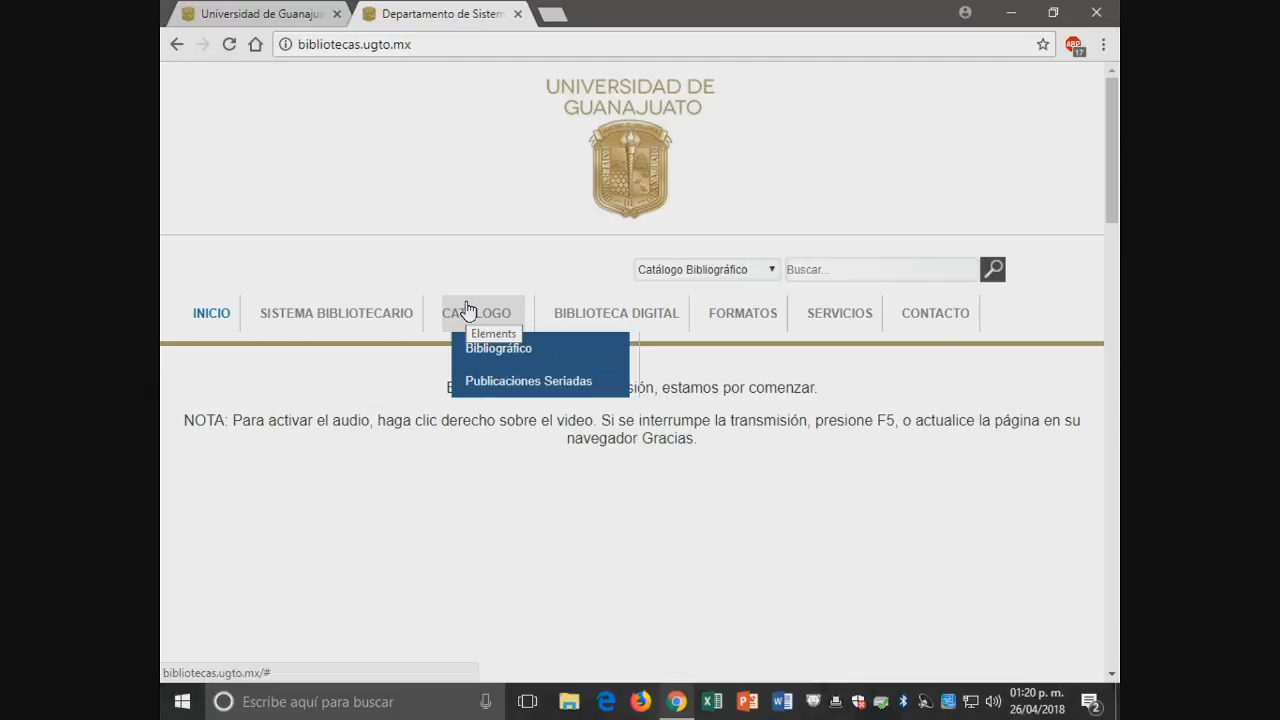 Universidad de Guanaju
Departamento de Sistem
bibliotecas.ugto.mx
ABP
17
UNIVERSIDAD DE
GUANAJUATO
Catálogo Bibliográfico
Buscar...
INICIO
SISTEMA BIBLIOTECARIO
CATÁLOGO
BIBLIOTECA DIGITAL
FORMATOS
SERVICIOS
CONTACTO
Elements
Bibliográfico
Publicaciones Seriadas
sión, estamos por comenzar.
NOTA: Para activar el audio, haga clic derecho sobre el video. Si se interrumpe la transmisión, presione F5, o actualice la página en su
navegador Gracias.
bibliotecas.ugto.mx/#
Escribe aquí para buscar
01:20 p. m.
26/04/2018
2